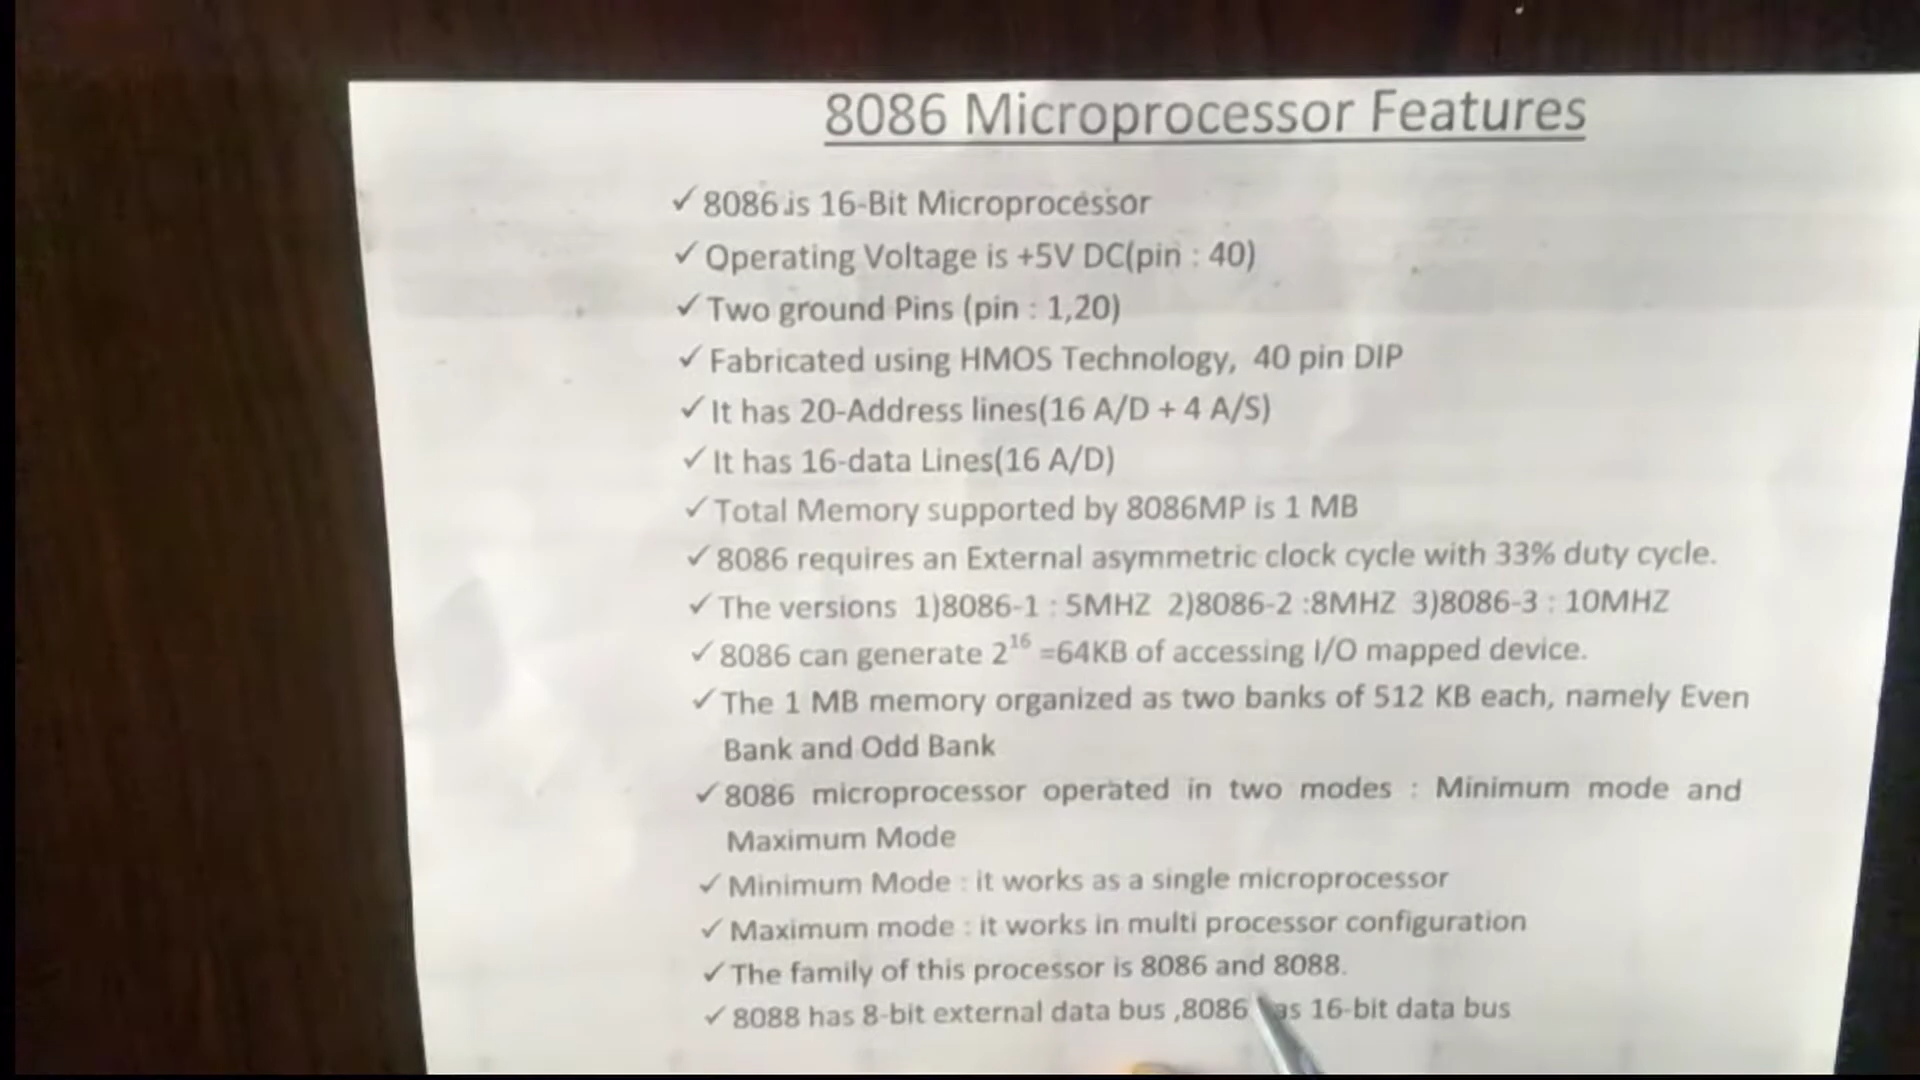 8086 Microprocessor Features
✓ 8086 is 16-Bit Microprocessor
✓ Operating Voltage is +5V DC(pin : 40)
✓ Two ground Pins (pin : 1,20)
✓ Fabricated using HMOS Technology, 40 pin DIP
✓ It has 20-Address lines(16 A/D + 4 A/S)
✓ It has 16-data Lines(16 A/D)
✓ Total Memory supported by 8086MP is 1 MB
✓ 8086 requires an External asymmetric clock cycle with 33% duty cycle.
✓ The versions 1)8086-1 : 5MHZ 2)8086-2 :8MHZ 3)8086-3 : 10MHZ
✓ 8086 can generate 2¹⁶ =64KB of accessing I/O mapped device.
✓ The 1 MB memory organized as two banks of 512 KB each, namely Even
Bank and Odd Bank
✓ 8086 microprocessor operated in two modes : Minimum mode and
Maximum Mode
✓ Minimum Mode : it works as a single microprocessor
✓ Maximum mode : it works in multi processor configuration
✓ The family of this processor is 8086 and 8088.
✓ 8088 has 8-bit external data bus ,8086 16-bit data bus